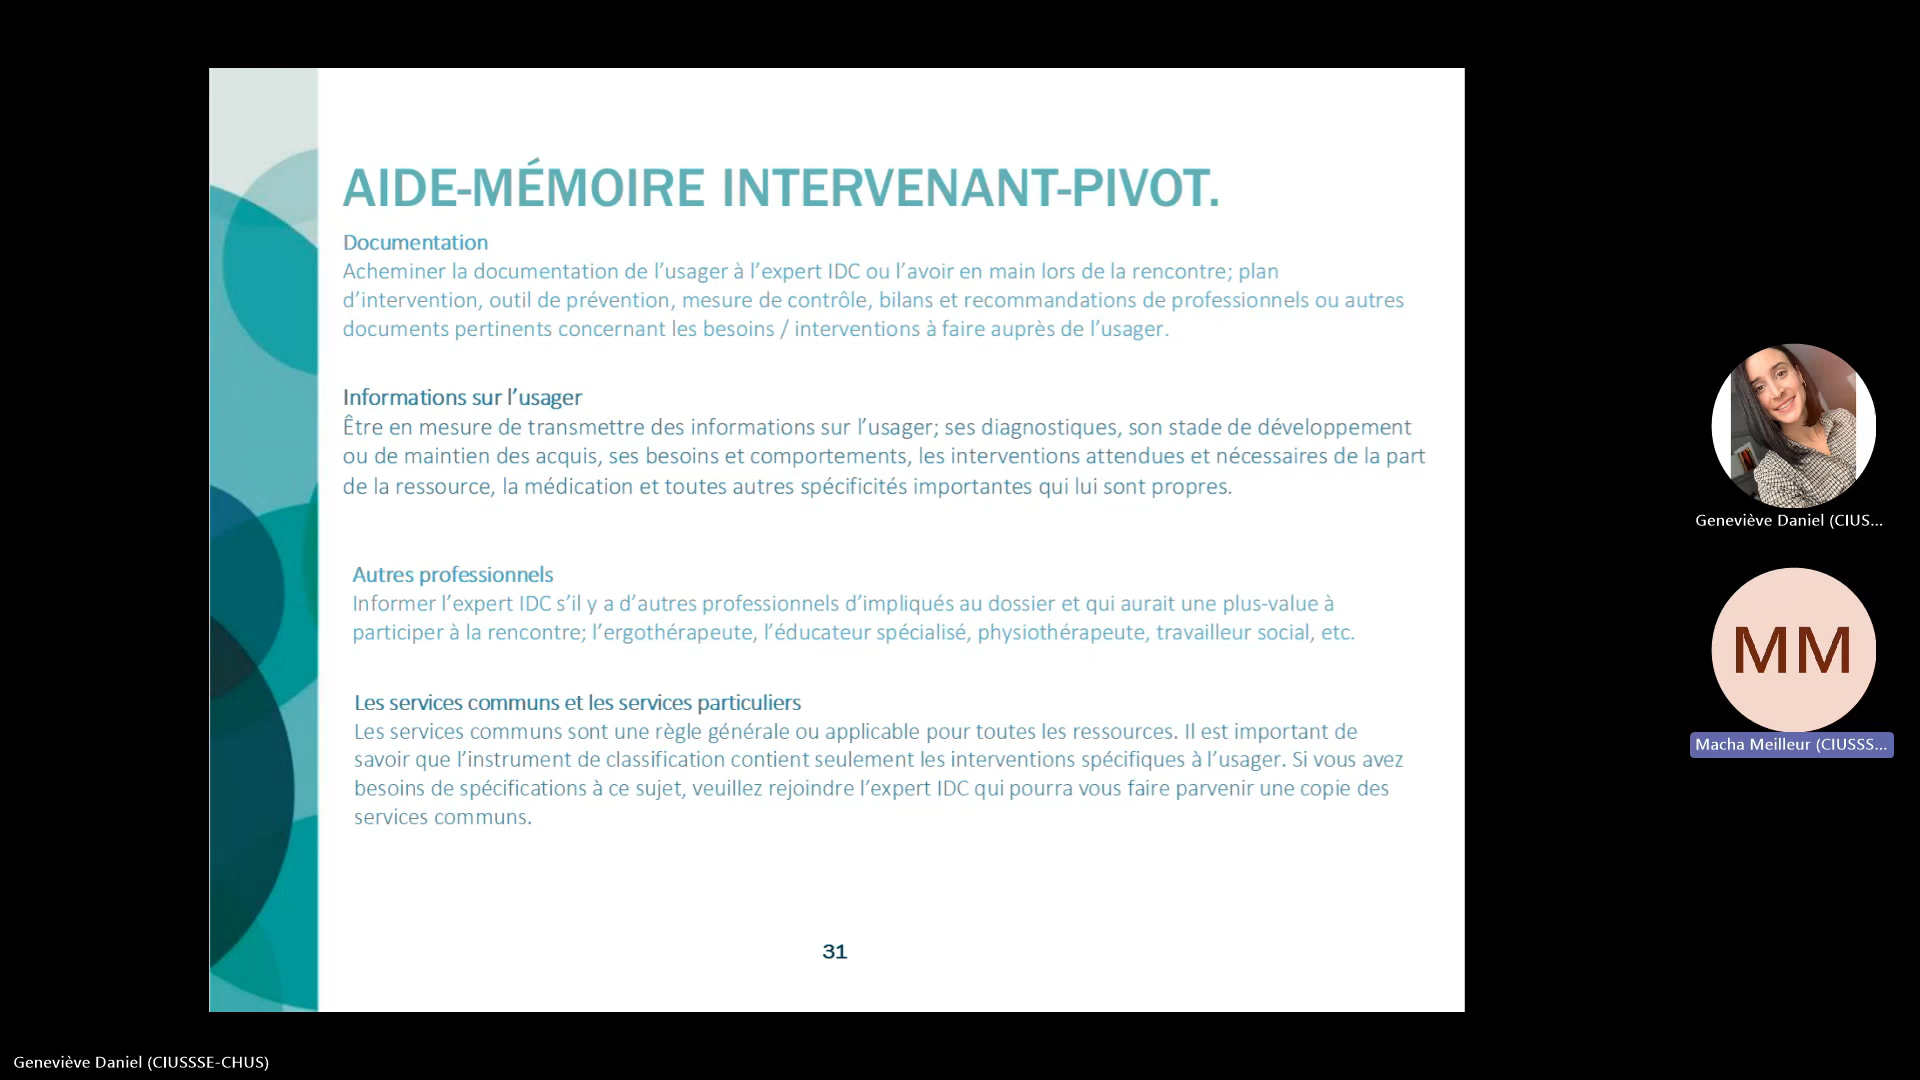 AIDE-MÉMOIRE INTERVENANT-PIVOT.
Documentation
Acheminer la documentation de l’usager à l’expert IDC ou l’avoir en main lors de la rencontre; plan
d’intervention, outil de prévention, mesure de contrôle, bilans et recommandations de professionnels ou autres
documents pertinents concernant les besoins / interventions à faire auprès de l’usager.
Informations sur l’usager
Être en mesure de transmettre des informations sur l’usager; ses diagnostiques, son stade de développement
ou de maintien des acquis, ses besoins et comportements, les interventions attendues et nécessaires de la part
de la ressource, la médication et toutes autres spécificités importantes qui lui sont propres.
Autres professionnels
Informer l’expert IDC s’il y a d’autres professionnels d’impliqués au dossier et qui aurait une plus-value à
participer à la rencontre; l’ergothérapeute, l’éducateur spécialisé, physiothérapeute, travailleur social, etc.
Les services communs et les services particuliers
Les services communs sont une règle générale ou applicable pour toutes les ressources. Il est important de
savoir que l’instrument de classification contient seulement les interventions spécifiques à l’usager. Si vous avez
besoins de spécifications à ce sujet, veuillez rejoindre l’expert IDC qui pourra vous faire parvenir une copie des
services communs.
31
Geneviève Daniel (CIUS...
MM
Macha Meilleur (CIUSSS...
Geneviève Daniel (CIUSSSE-CHUS)